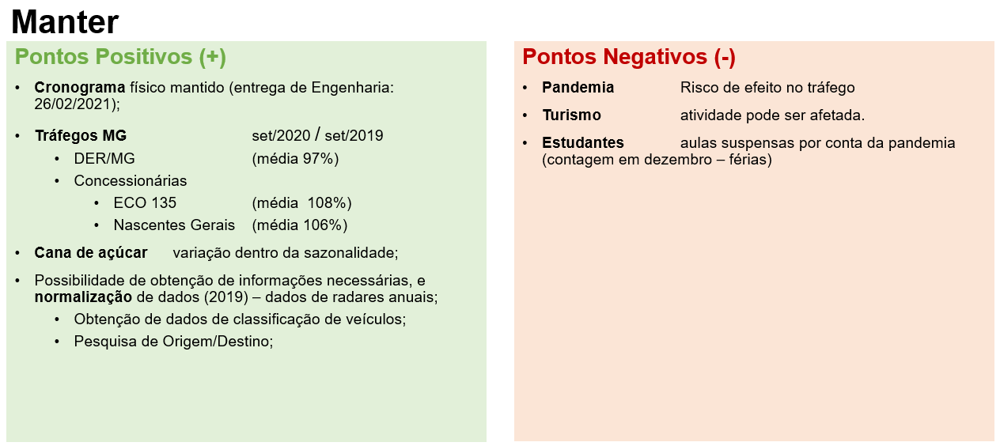 Manter
Pontos Positivos (+)
• Cronograma físico mantido (entrega de Engenharia:
26/02/2021);
• Tráfegos MG set/2020 / set/2019
• DER/MG (média 97%)
• Concessionárias
• ECO 135 (média 108%)
• Nascentes Gerais (média 106%)
• Cana de açúcar variação dentro da sazonalidade;
• Possibilidade de obtenção de informações necessárias, e
normalização de dados (2019) – dados de radares anuais;
• Obtenção de dados de classificação de veículos;
• Pesquisa de Origem/Destino;
Pontos Negativos (-)
• Pandemia Risco de efeito no tráfego
• Turismo atividade pode ser afetada.
• Estudantes aulas suspensas por conta da pandemia
(contagem em dezembro – férias)